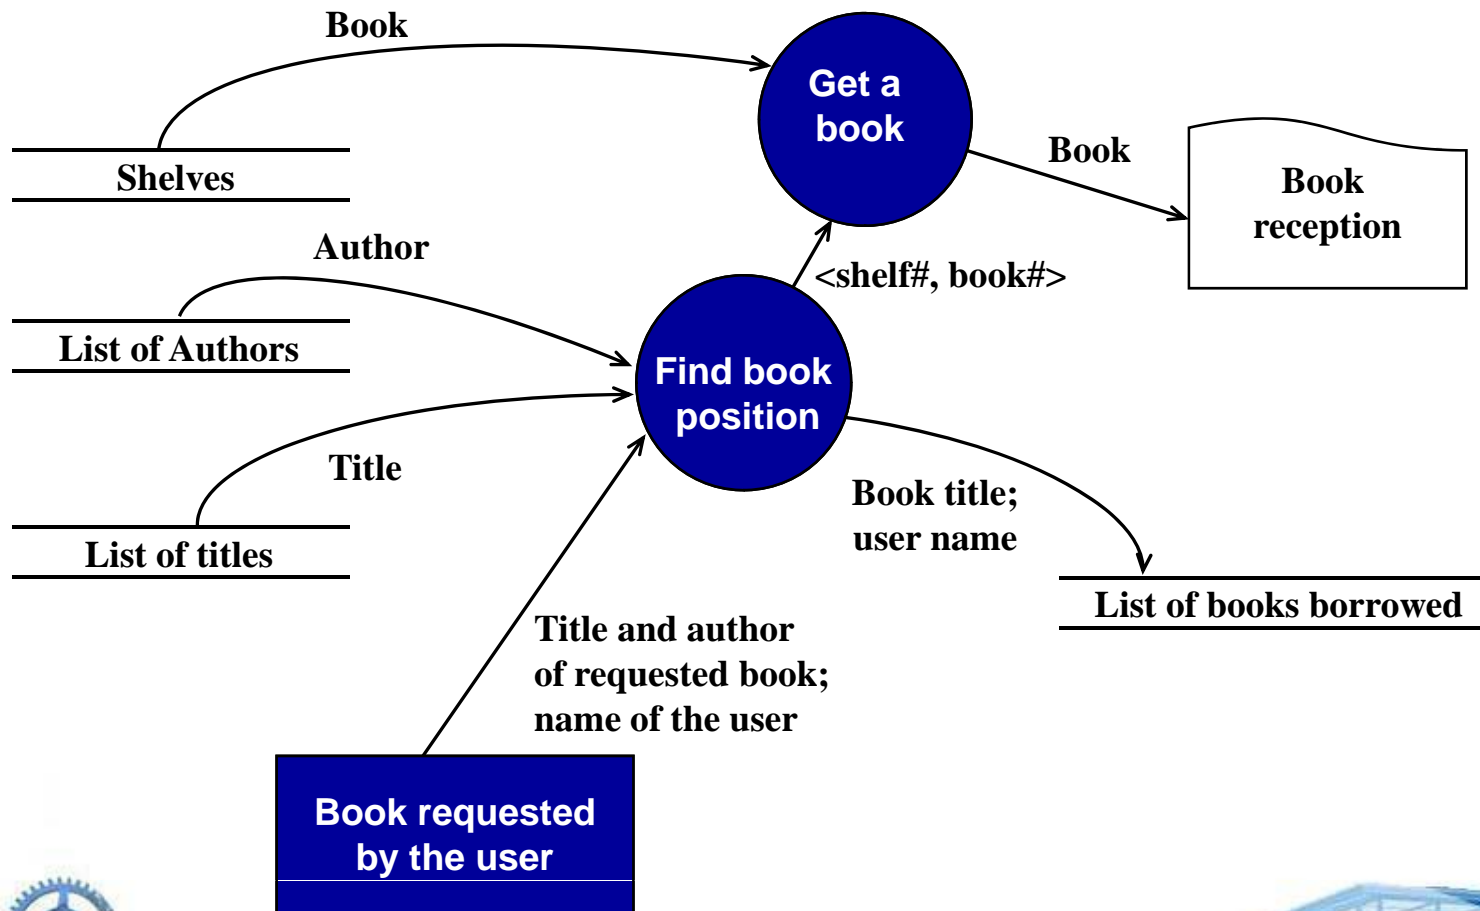 Book
Get a
book
Book
Shelves
Book
reception
Author
<shelf#, book#>
List of Authors
Find book
position
Title
Book title;
user name
List of titles
List of books borrowed
Title and author
of requested book;
name of the user
Book requested
by the user